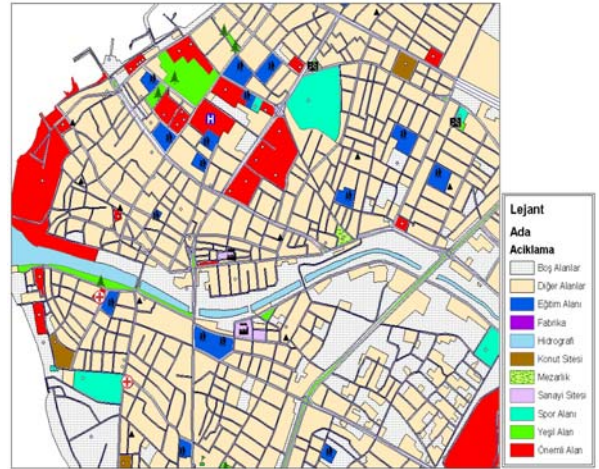 H
Lejant
Ada
Aciklama
Boş Alanlar
Diğer Alanlar
Eğitim Alanı
Fabrika
Hidrografi
Konut Sitesi
Mezarlık
Sanayi Sitesi
Spor Alanı
Yeşil Alan
Önemli Alan